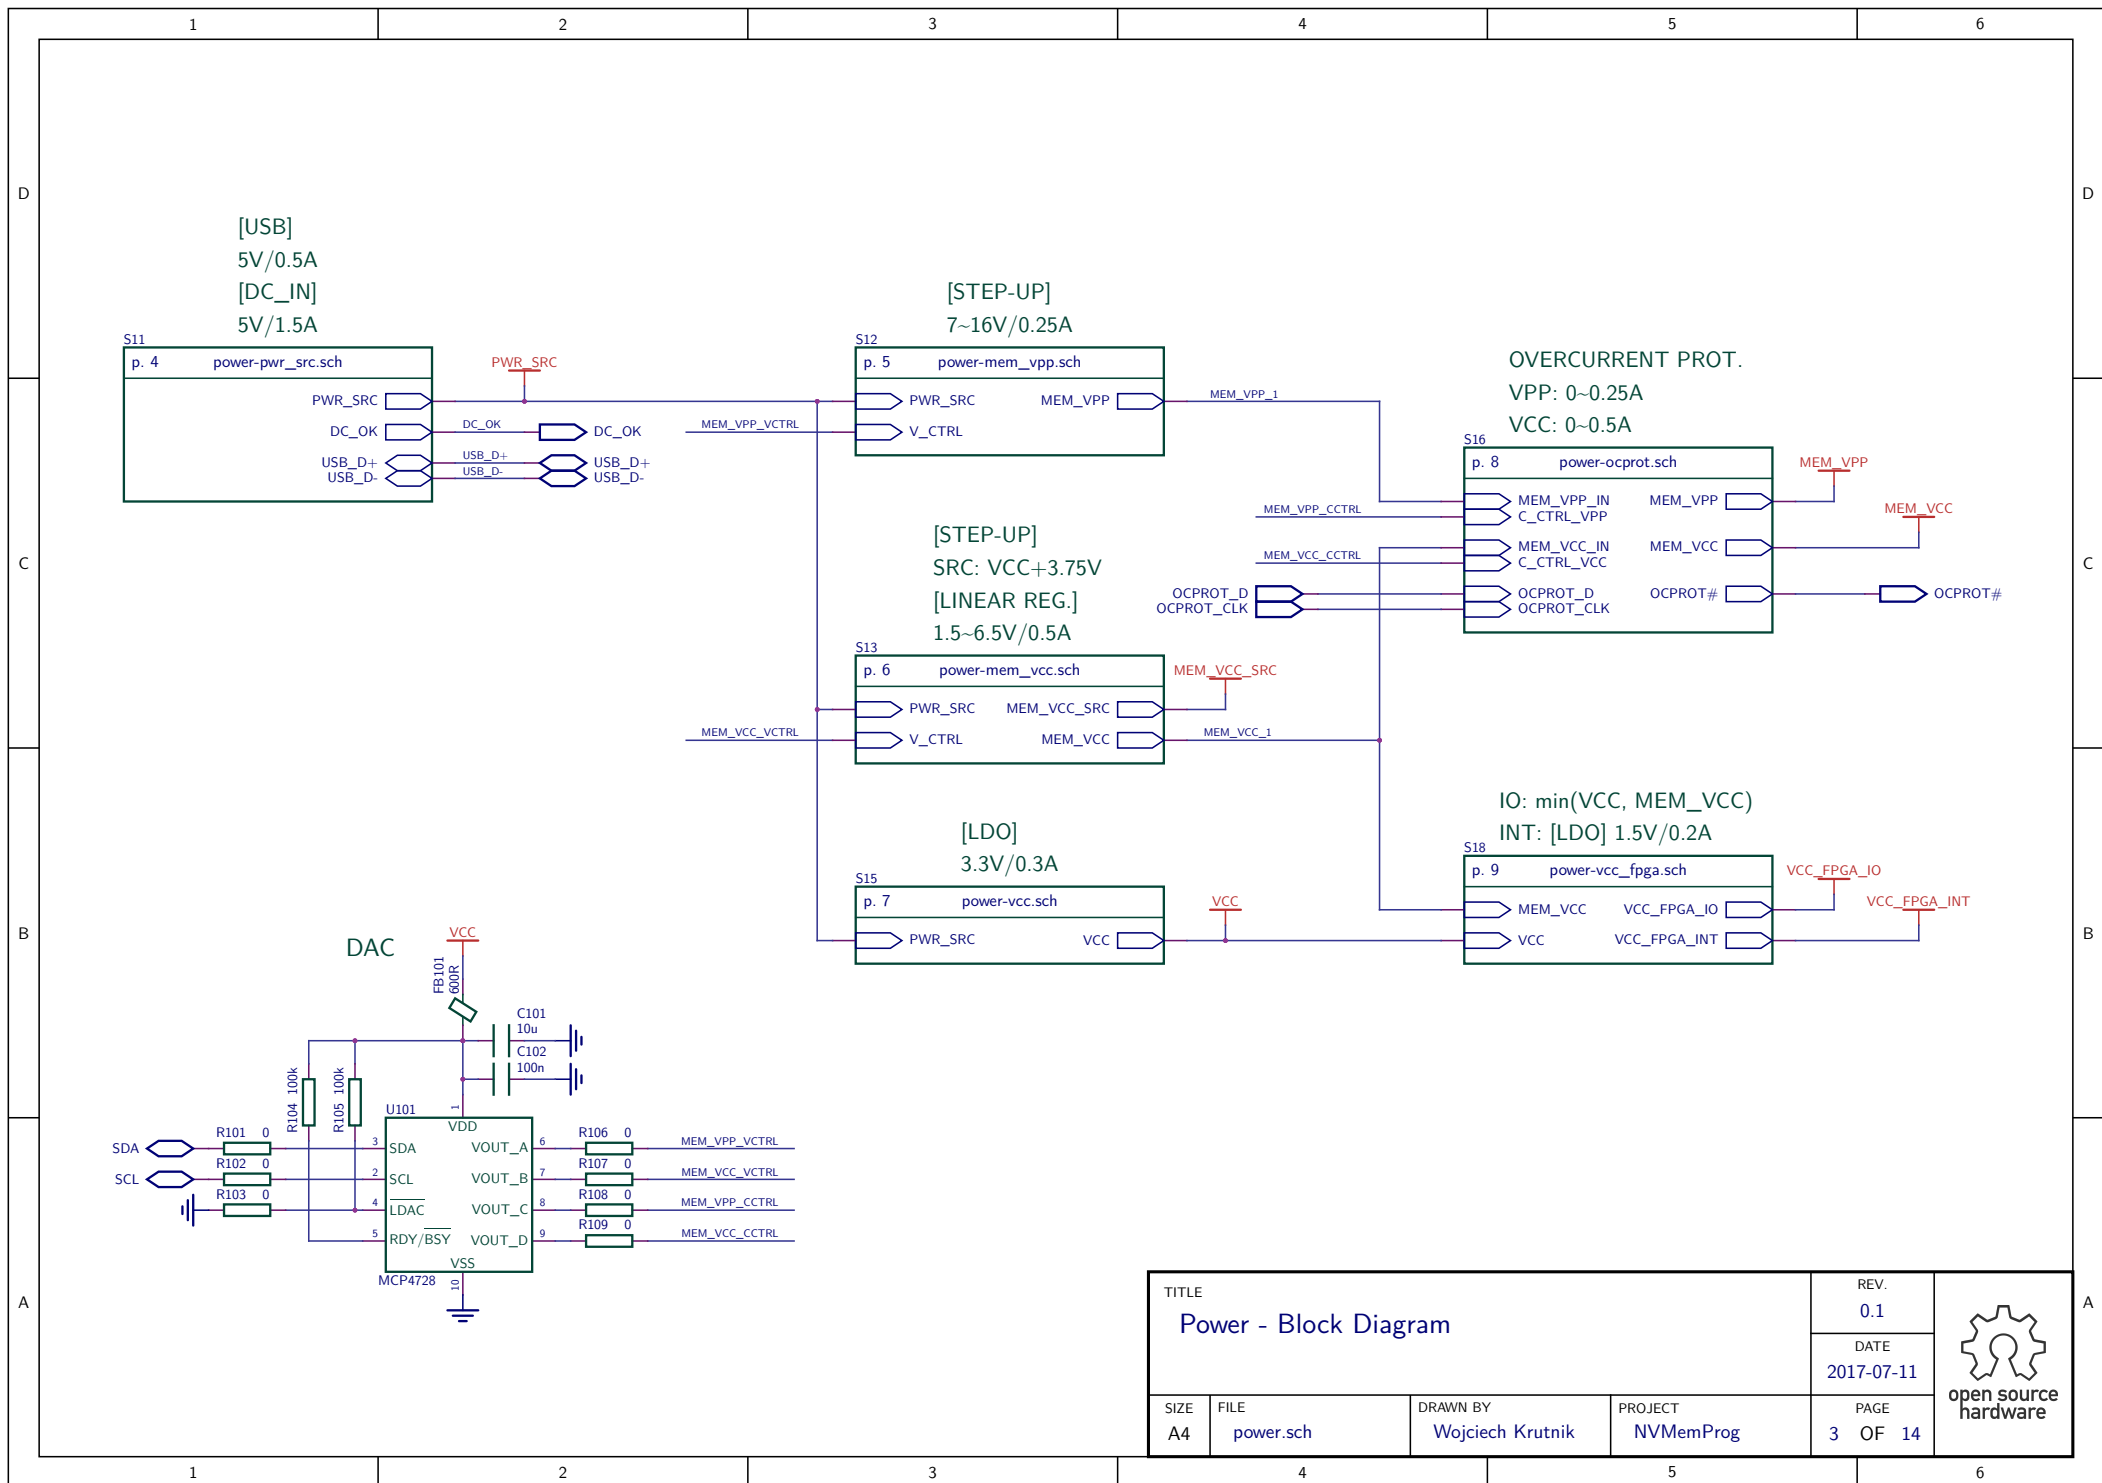 1 2 3 4 5 6
D D
[USB]
5V/0.5A
[DC_IN]
5V/1.5A
S11
p. 4 power-pwr_src.sch
PWR_SRC
DC_OK
USB_D+
USB_D-
PWR_SRC
DC_OK
USB_D+
USB_D-
DC_OK
USB_D+
USB_D-
[STEP-UP]
7~16V/0.25A
S12
p. 5 power-mem_vpp.sch
PWR_SRC MEM_VPP
V_CTRL
MEM_VPP_VCTRL
MEM_VPP_1
OVERCURRENT PROT.
VPP: 0~0.25A
VCC: 0~0.5A
S16
p. 8 power-ocprot.sch
MEM_VPP_IN MEM_VPP
C_CTRL_VPP
MEM_VCC_IN MEM_VCC
C_CTRL_VCC
OCPROT_D OCPROT#
OCPROT_CLK
MEM_VPP_CCTRL
MEM_VCC_CCTRL
OCPROT_D
OCPROT_CLK
MEM_VPP
MEM_VCC
OCPROT#
C C
[STEP-UP]
SRC: VCC+3.75V
[LINEAR REG.]
1.5~6.5V/0.5A
S13
p. 6 power-mem_vcc.sch
PWR_SRC MEM_VCC_SRC
V_CTRL MEM_VCC
MEM_VCC_VCTRL
MEM_VCC_SRC
MEM_VCC_1
[LDO]
3.3V/0.3A
S15
p. 7 power-vcc.sch
PWR_SRC VCC
VCC
IO: min(VCC, MEM_VCC)
INT: [LDO] 1.5V/0.2A
S18
p. 9 power-vcc_fpga.sch
MEM_VCC VCC_FPGA_IO
VCC VCC_FPGA_INT
VCC_FPGA_IO
VCC_FPGA_INT
B B
DAC
VCC
FB101
600R
C101
10u
C102
100n
R104 100k
R105 100k
U101
1
VDD
SDA
SCL
R101 0
R102 0
R103 0
3 SDA
2 SCL
4 LDAC
5 RDY/BSY
VOUT_A 6
VOUT_B 7
VOUT_C 8
VOUT_D 9
VSS
10
MCP4728
R106 0 MEM_VPP_VCTRL
R107 0 MEM_VCC_VCTRL
R108 0 MEM_VPP_CCTRL
R109 0 MEM_VCC_CCTRL
A A
TITLE
Power - Block Diagram
REV.
0.1
DATE
2017-07-11
SIZE
A4
FILE
power.sch
DRAWN BY
Wojciech Krutnik
PROJECT
NVMemProg
PAGE
3 OF 14
open source
hardware
1 2 3 4 5 6